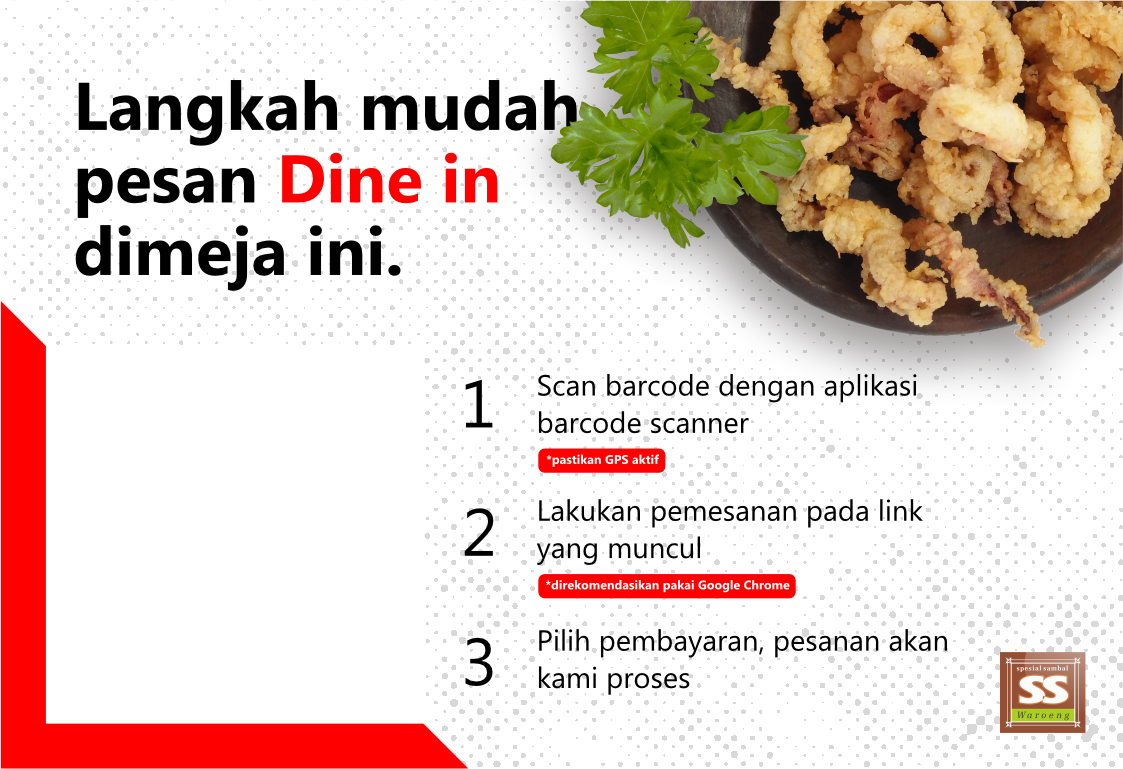 Langkah mudah
pesan Dine in
dimeja ini.
1
Scan barcode dengan aplikasi
barcode scanner
*pastikan GPS aktif
2
Lakukan pemesanan pada link
yang muncul
*direkomendasikan pakai Google Chrome
3
Pilih pembayaran, pesanan akan
kami proses
spesial sambal
SS
Waroeng